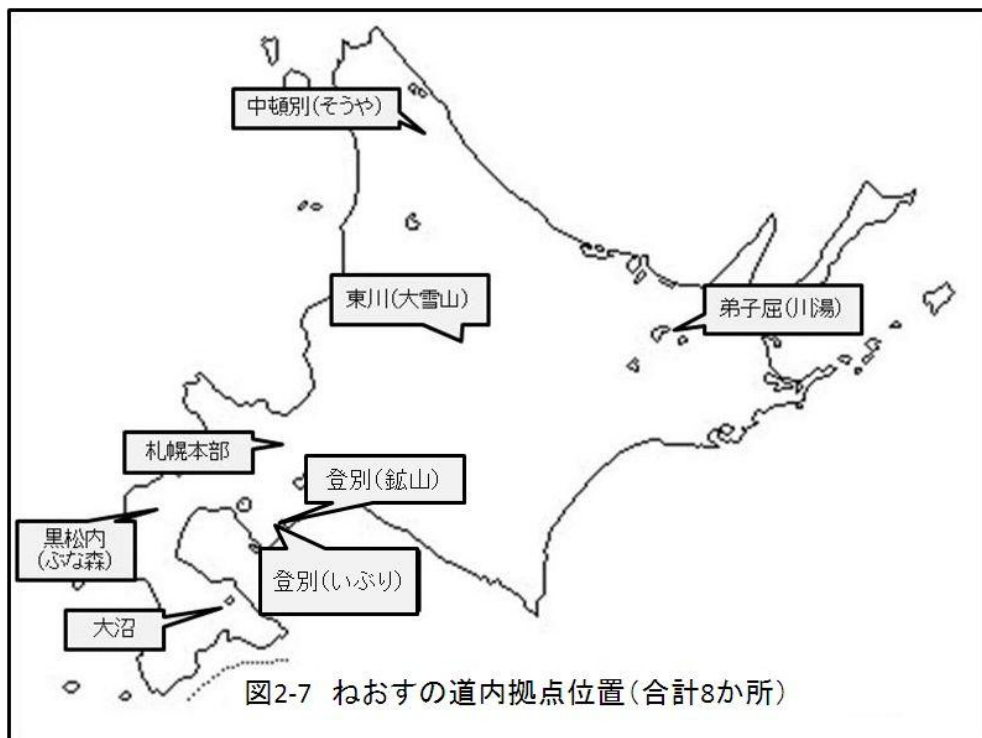 中頓別(そうや)
東川(大雪山)
弟子屈(川湯)
札幌本部
登別(鉱山)
黒松内
(ぶな森)
登別(いぶり)
大沼
図2-7 ねおすの道内拠点位置(合計8か所)